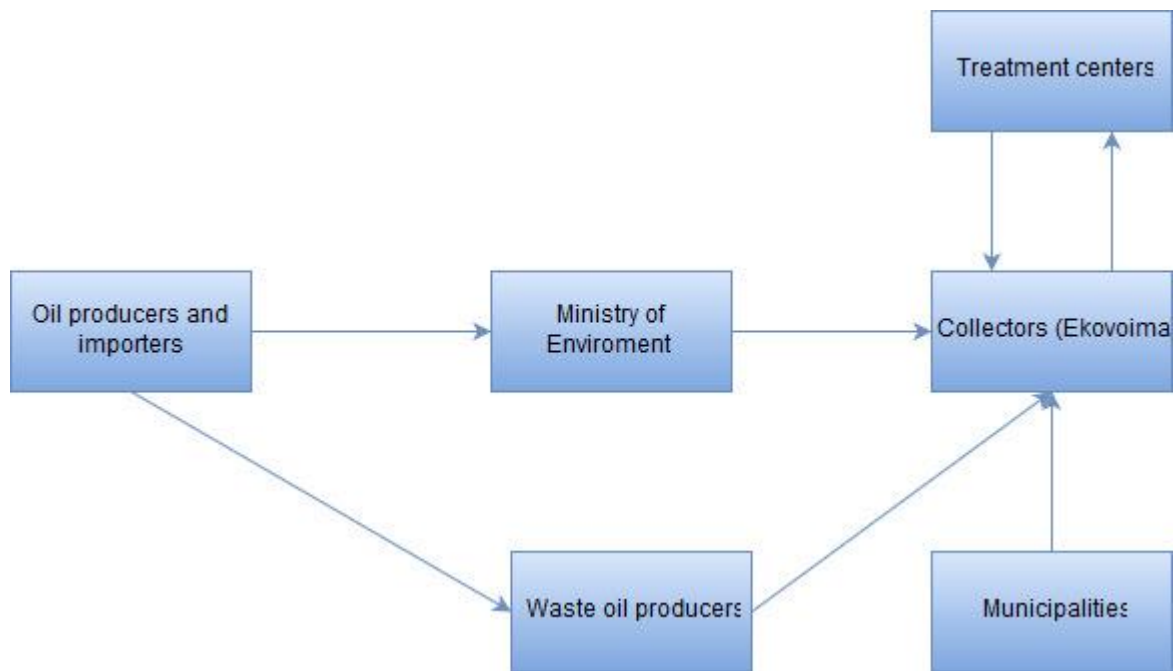 Treatment centers
Oil producers and
importers
Ministry of
Enviroment
Collectors (Ekovoima
Waste oil producers
Municipalities